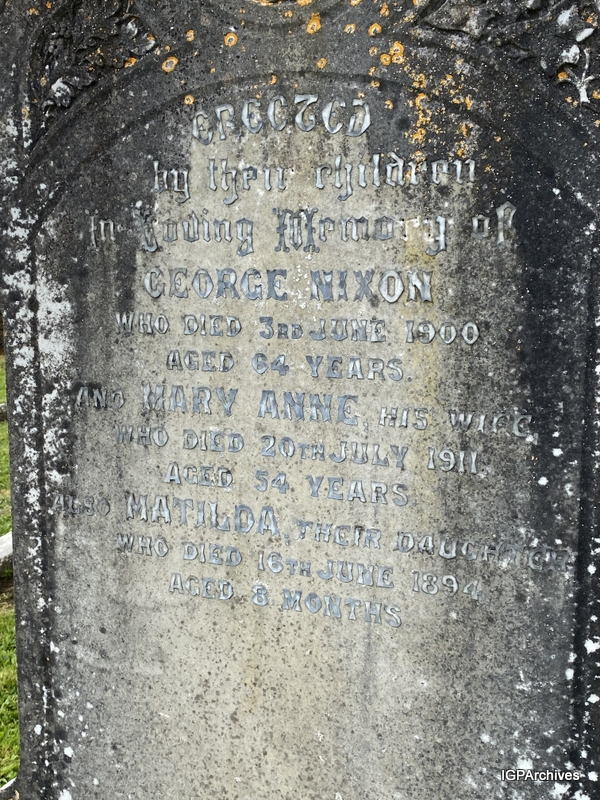 ERECTED
by their children
In Loving Memory of
GEORGE NIXON
WHO DIED 3RD JUNE 1900
AGED 64 YEARS.
AND MARY ANNE, HIS WIFE,
WHO DIED 20TH JULY 1911.
AGED 54 YEARS
ALSO MATILDA, THEIR DAUGHTER
WHO DIED 16TH JUNE 1894
AGED 8 MONTHS
IGPArchives